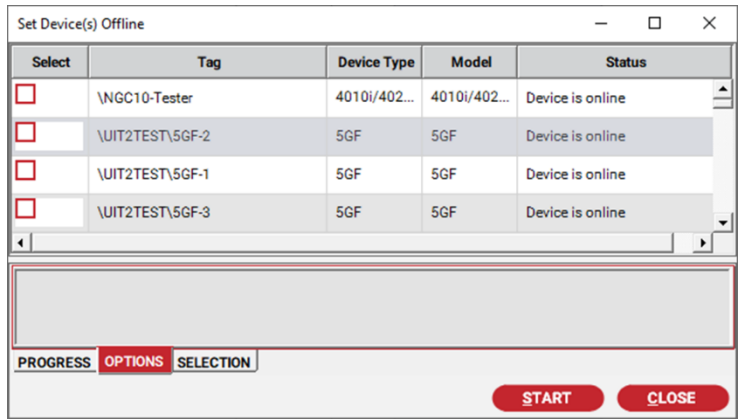 Set Device(s) Offline
Select Tag Device Type Model Status
\NGC10-Tester 4010i/402... 4010i/402... Device is online
\UIT2TEST\5GF-2 5GF 5GF Device is online
\UIT2TEST\5GF-1 5GF 5GF Device is online
\UIT2TEST\5GF-3 5GF 5GF Device is online
PROGRESS OPTIONS SELECTION
START CLOSE